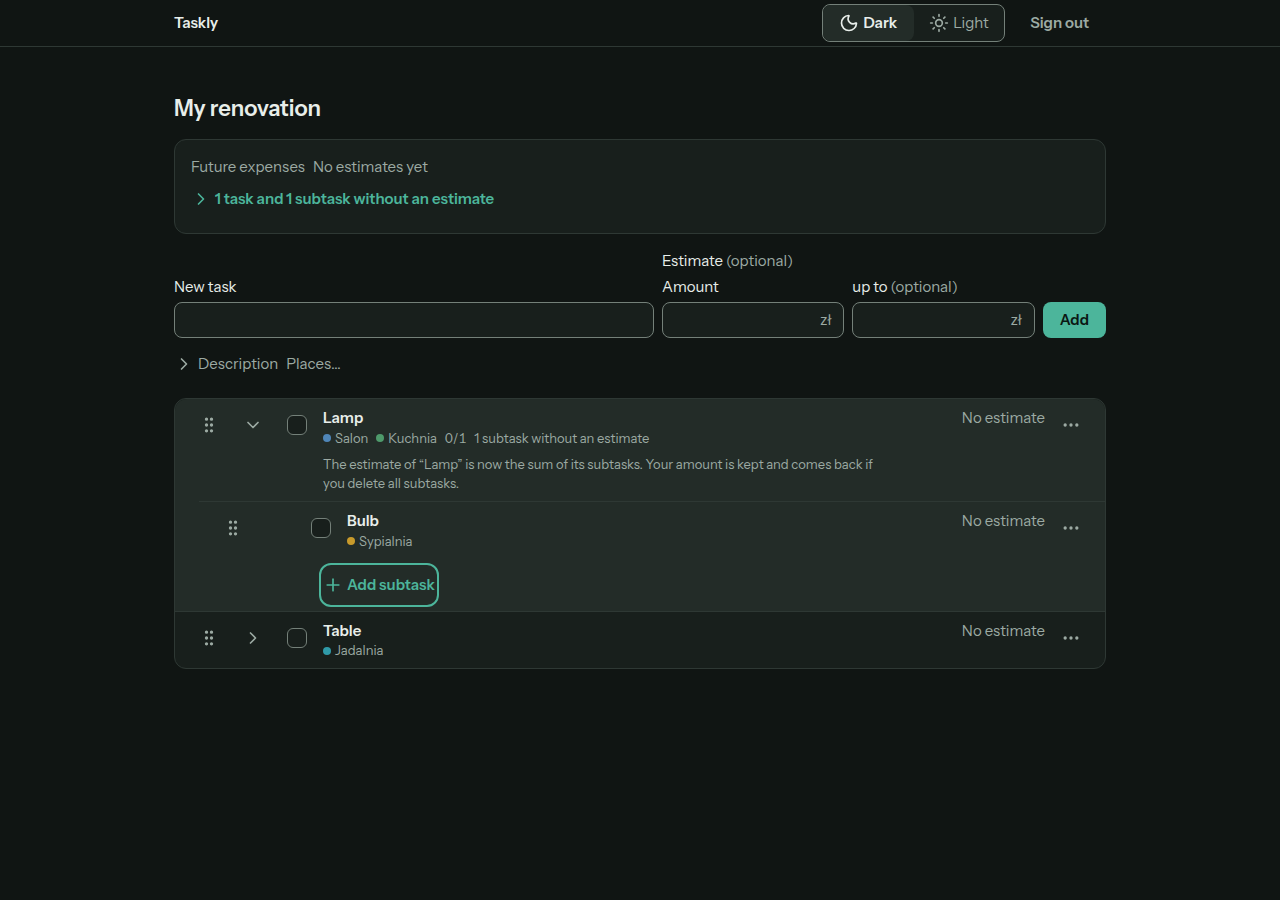 Taskly
Dark
Light
Sign out
My renovation
Future expenses No estimates yet
1 task and 1 subtask without an estimate
Estimate (optional)
New task
Amount
up to (optional)
zł
zł
Add
Description Places...
Lamp
No estimate
Salon Kuchnia 0/1 1 subtask without an estimate
The estimate of “Lamp” is now the sum of its subtasks. Your amount is kept and comes back if
you delete all subtasks.
Bulb
No estimate
Sypialnia
Add subtask
Table
No estimate
Jadalnia